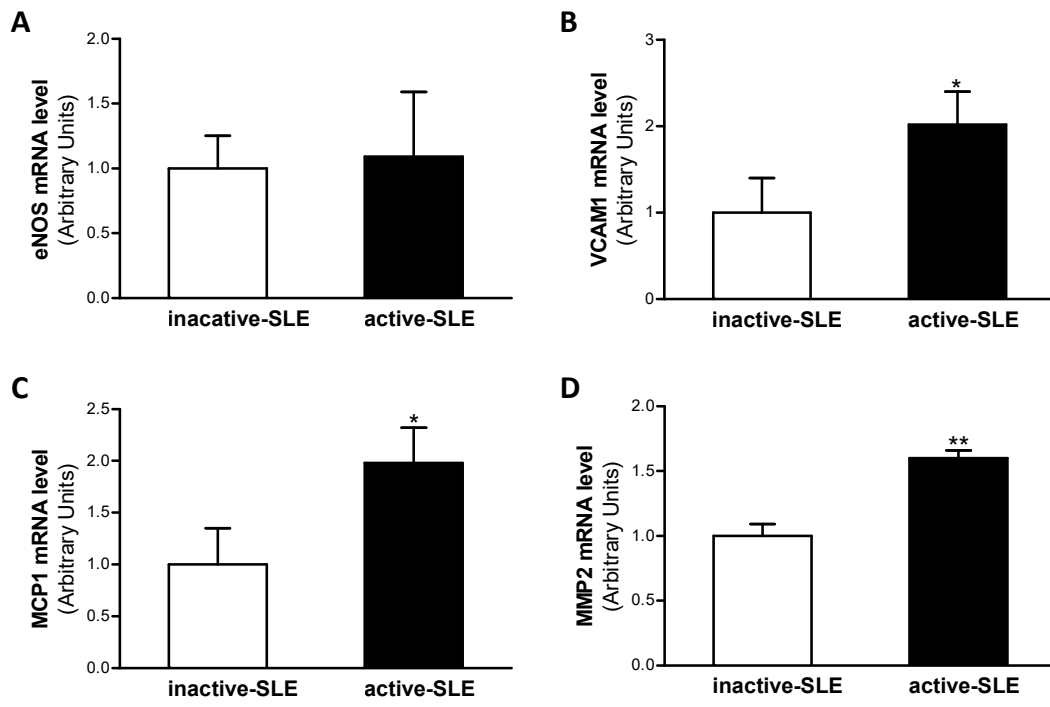 A
eNOS mRNA level
(Arbitrary Units)
2.0
1.5
1.0
0.5
0.0
inacative-SLE
active-SLE
B
VCAM1 mRNA level
(Arbitrary Units)
3
2
1
0
*
inactive-SLE
active-SLE
C
MCP1 mRNA level
(Arbitrary Units)
2.5
2.0
1.5
1.0
0.5
0.0
*
inactive-SLE
active-SLE
D
MMP2 mRNA level
(Arbitrary Units)
2.0
1.5
1.0
0.5
0.0
**
inactive-SLE
active-SLE